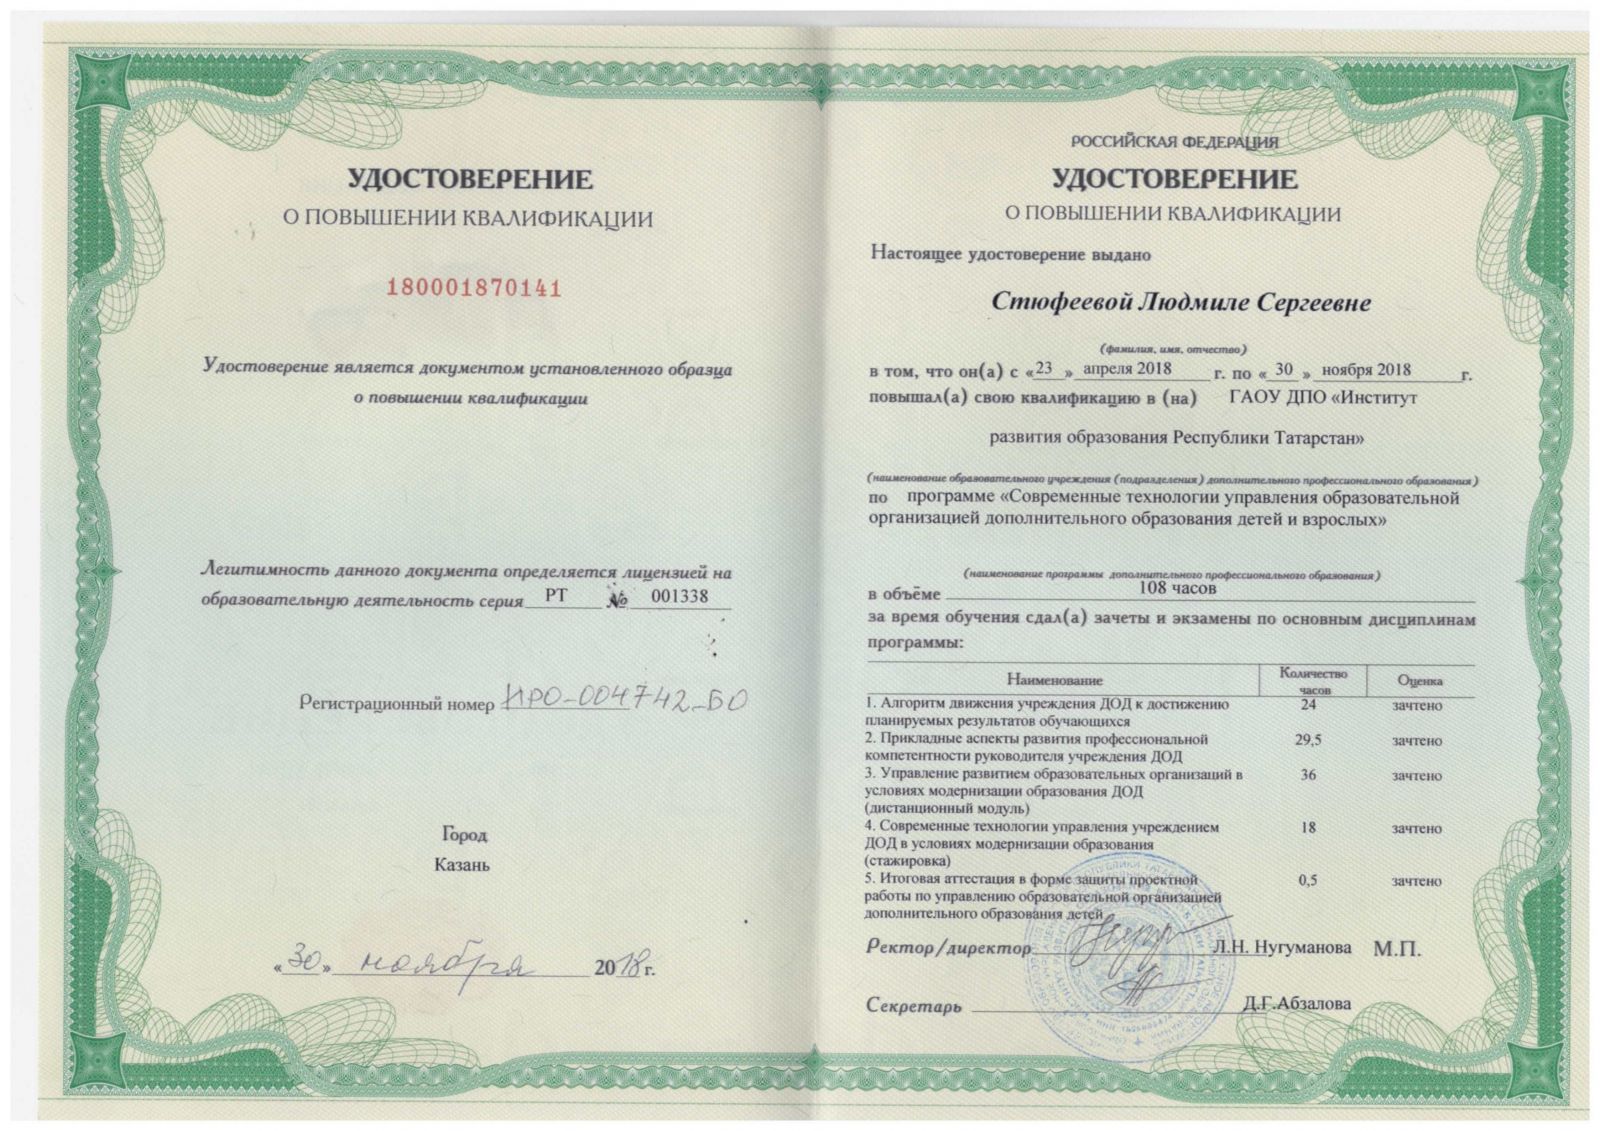 УДОСТОВЕРЕНИЕ
О ПОВЫШЕНИИ КВАЛИФИКАЦИИ
180001870141
Удостоверение является документом установленного образца
о повышении квалификации
Легитимность данного документа определяется лицензией на
образовательную деятельность серия РТ № 001338
Регистрационный номер ИРО-004742_БО
Город
Казань
«30» ноября 2018 г.
РОССИЙСКАЯ ФЕДЕРАЦИЯ
УДОСТОВЕРЕНИЕ
О ПОВЫШЕНИИ КВАЛИФИКАЦИИ
Настоящее удостоверение выдано
Стюфеевой Людмиле Сергеевне
(фамилия, имя, отчество)
в том, что он(а) с «23» апреля 2018 г. по «30» ноября 2018 г.
повышал(а) свою квалификацию в (на) ГАОУ ДПО «Институт
развития образования Республики Татарстан»
(наименование образовательного учреждения (подразделения) дополнительного профессионального образования)
по программе «Современные технологии управления образовательной
организацией дополнительного образования детей и взрослых»
(наименование программы дополнительного профессионального образования)
в объёме 108 часов
за время обучения сдал(а) зачеты и экзамены по основным дисциплинам
программы:
Наименование Количество часов Оценка
1. Алгоритм движения учреждения ДОД к достижению 24 зачтено
планируемых результатов обучающихся
2. Прикладные аспекты развития профессиональной 29,5 зачтено
компетентности руководителя учреждения ДОД
3. Управление развитием образовательных организаций в 36 зачтено
условиях модернизации образования ДОД
(дистанционный модуль)
4. Современные технологии управления учреждением 18 зачтено
ДОД в условиях модернизации образования
(стажировка)
5. Итоговая аттестация в форме защиты проектной 0,5 зачтено
работы по управлению образовательной организацией
дополнительного образования детей
Ректор/директор Л.Н. Нугуманова М.П.
Секретарь Д.Г.Абзалова